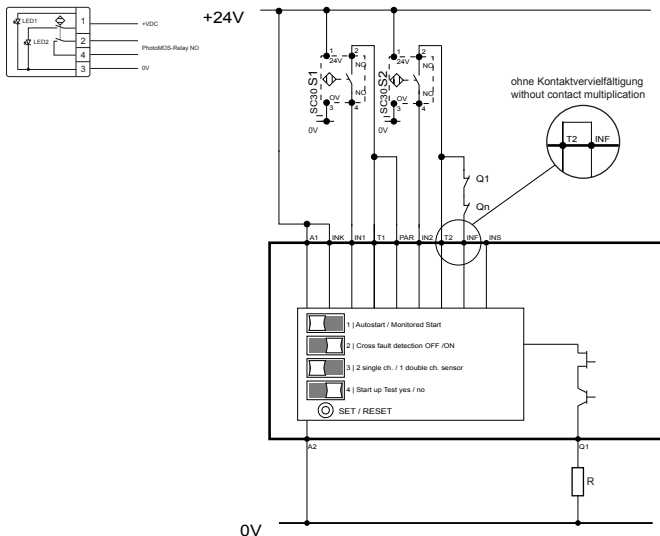 LED1
LED2
1
2
4
3
+VDC
PhotoMOS-Relay NO
0V
+24V
1
24V
2
NO
SC30 S1
OV
3
NO
4
0V
1
24V
2
NO
SC30 S2
OV
3
NO
4
0V
ohne Kontaktvervielfältigung
without contact multiplication
T2
INF
Q1
Qn
A1
INK
IN1
T1
PAR
IN2
T2
INF
INS
1 | Autostart / Monitored Start
2 | Cross fault detection OFF /ON
3 | 2 single ch. / 1 double ch. sensor
4 | Start up Test yes / no
SET / RESET
A2
Q1
R
0V